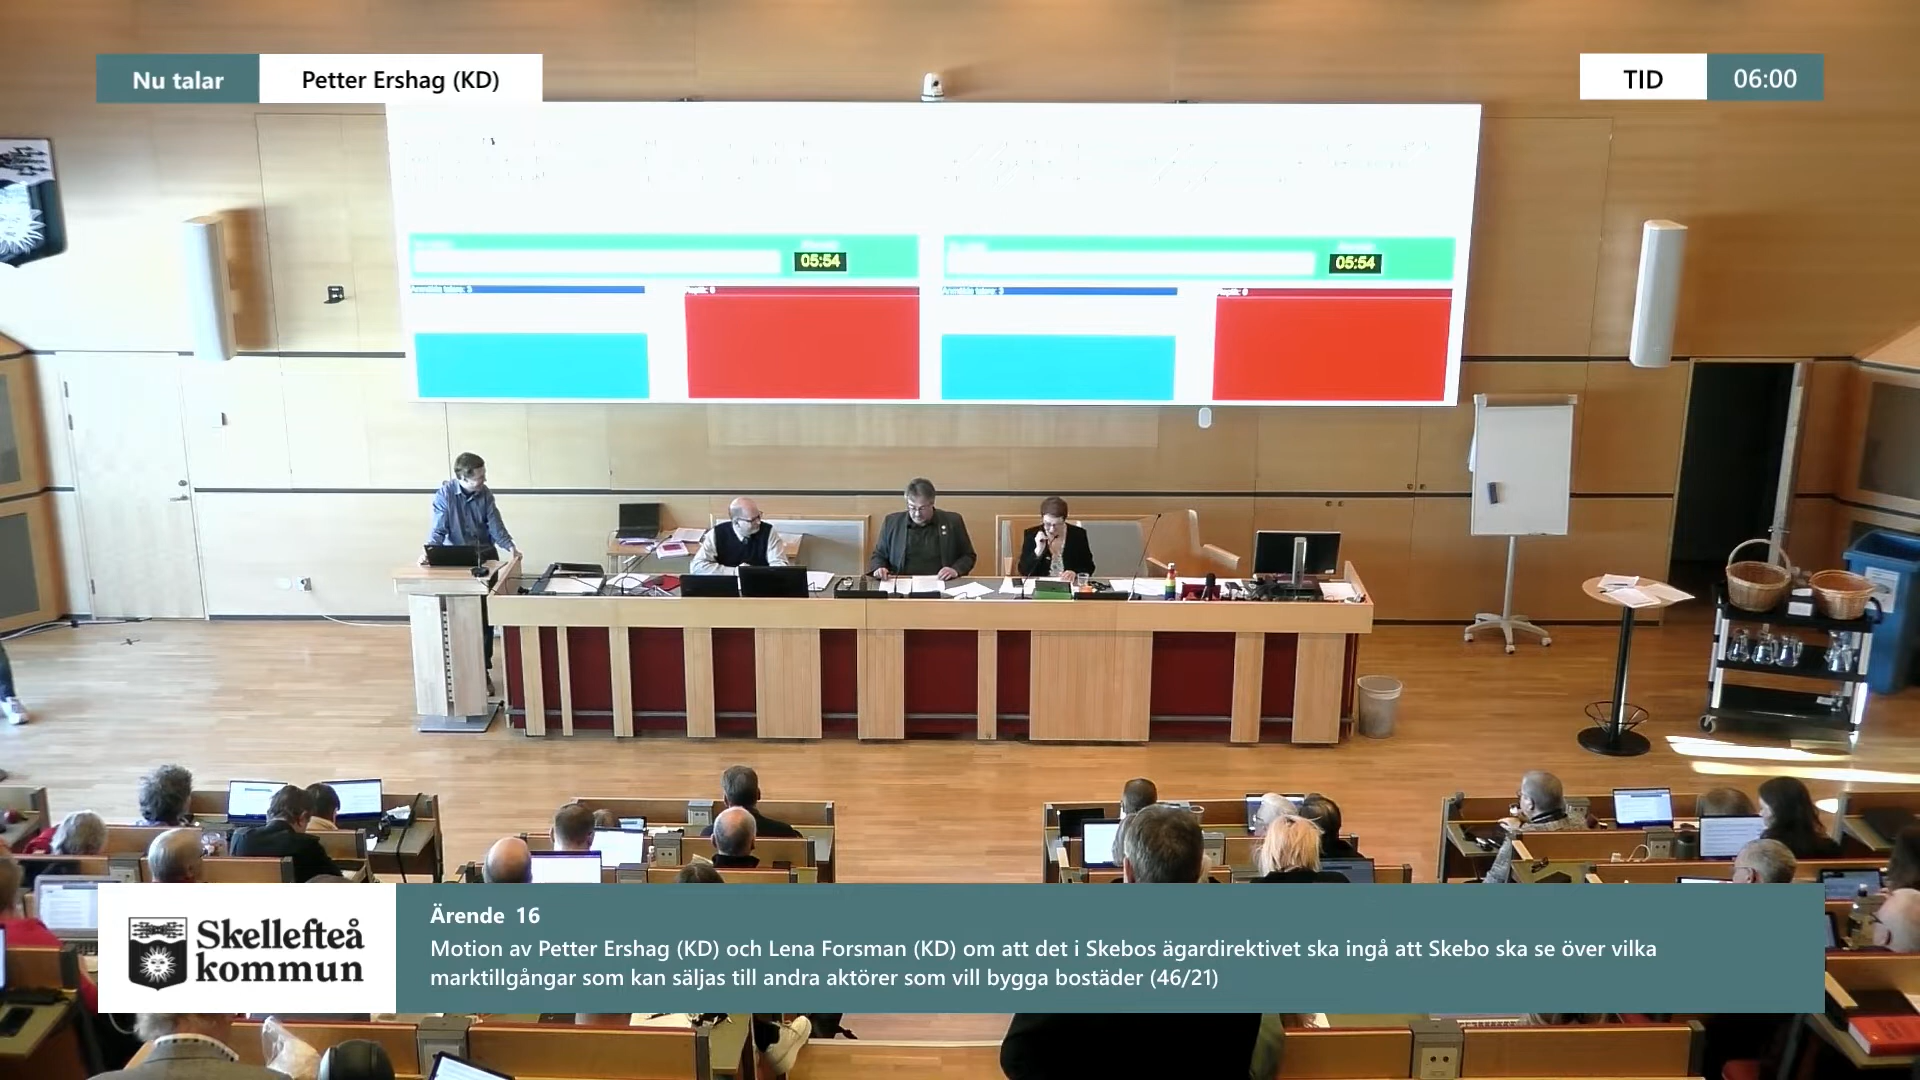 Nu talar
Petter Ershag (KD)
TID
06:00
05:54
05:54
Skellefteå
kommun
Ärende 16
Motion av Petter Ershag (KD) och Lena Forsman (KD) om att det i Skebos ägardirektivet ska ingå att Skebo ska se över vilka
marktillgångar som kan säljas till andra aktörer som vill bygga bostäder (46/21)